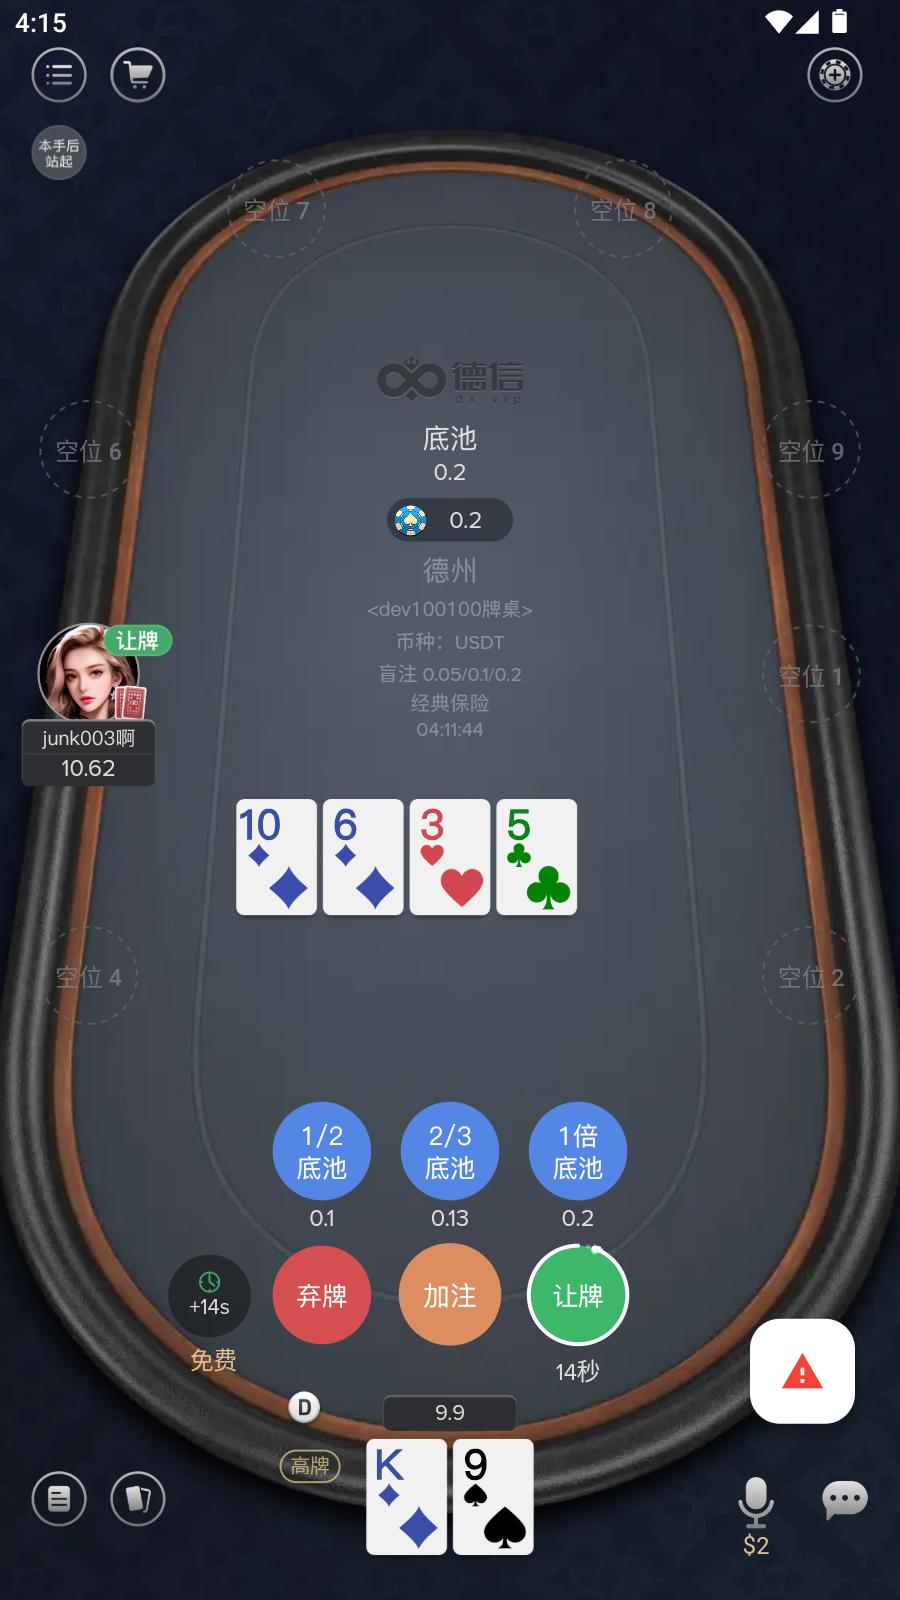 4:15
本手后
站起
空位 7
空位 8
德信
dx.vip
底池
0.2
空位 6
空位 9
0.2
德州
<dev100100牌桌>
币种：USDT
盲注 0.05/0.1/0.2
经典保险
04:11:44
让牌
空位 1
junk003啊
10.62
10
6
3
5
空位 4
空位 2
1/2
底池
2/3
底池
1倍
底池
0.1
0.13
0.2
+14s
弃牌
加注
让牌
免费
14秒
D
9.9
高牌
K
9
$2